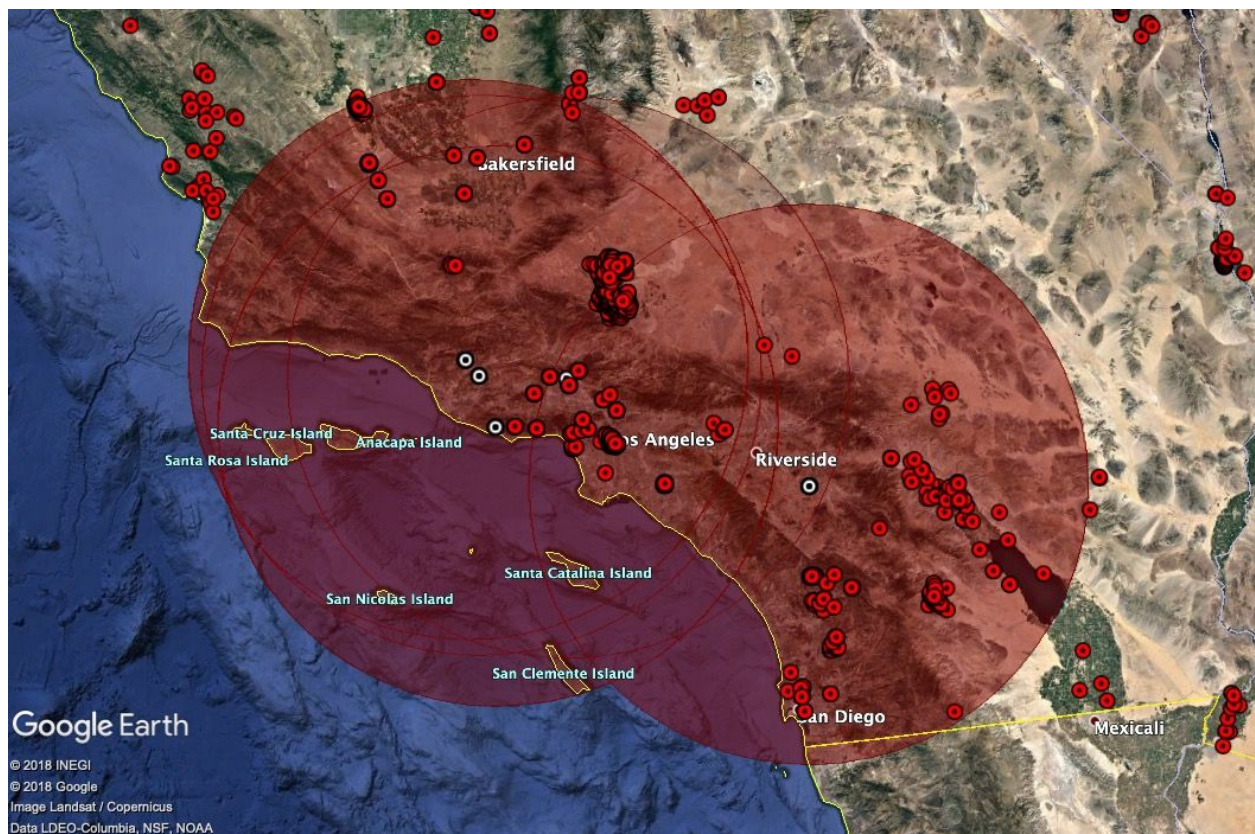 Bakersfield
Santa Cruz Island
Anacapa Island
Santa Rosa Island
Los Angeles
Riverside
Santa Catalina Island
San Nicolas Island
San Clemente Island
San Diego
Mexicali
Google Earth
© 2018 INEGI
© 2018 Google
Image Landsat / Copernicus
Data LDEO-Columbia, NSF, NOAA